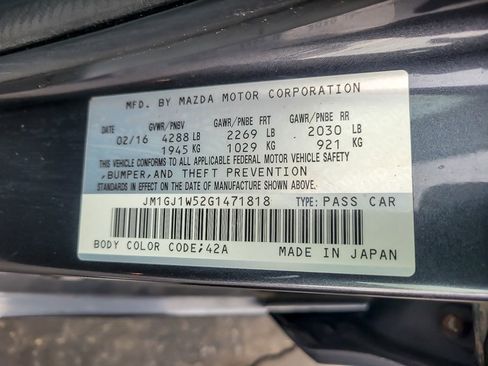 MFD. BY MAZDA MOTOR CORPORATION
DATE GVWR/PNBV GAWR/PNBE FRT GAWR/PNBE RR
02/16 4288 LB 2269 LB 2030 LB
1945 KG 1029 KG 921 KG
THIS VEHICLE CONFORMS TO ALL APPLICABLE FEDERAL MOTOR VEHICLE SAFETY
,BUMPER,AND THEFT PREVENTION
STANDARDS IN EFFECT ON THE DATE OF MANUFACTURE SHOWN ABOVE.
JM1GJ1W52G1471818 TYPE: PASS CAR
BODY COLOR CODE;42A MADE IN JAPAN